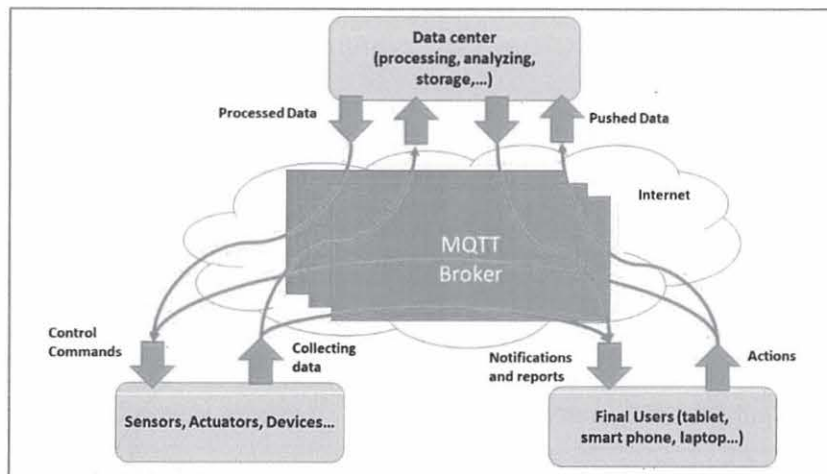 Data center
(processing, analyzing,
storage,...)
Processed Data
Pushed Data
Internet
MQTT
Broker
Control
Commands
Collecting
data
Notifications
and reports
Actions
Sensors, Actuators, Devices...
Final Users (tablet,
smart phone, laptop...)